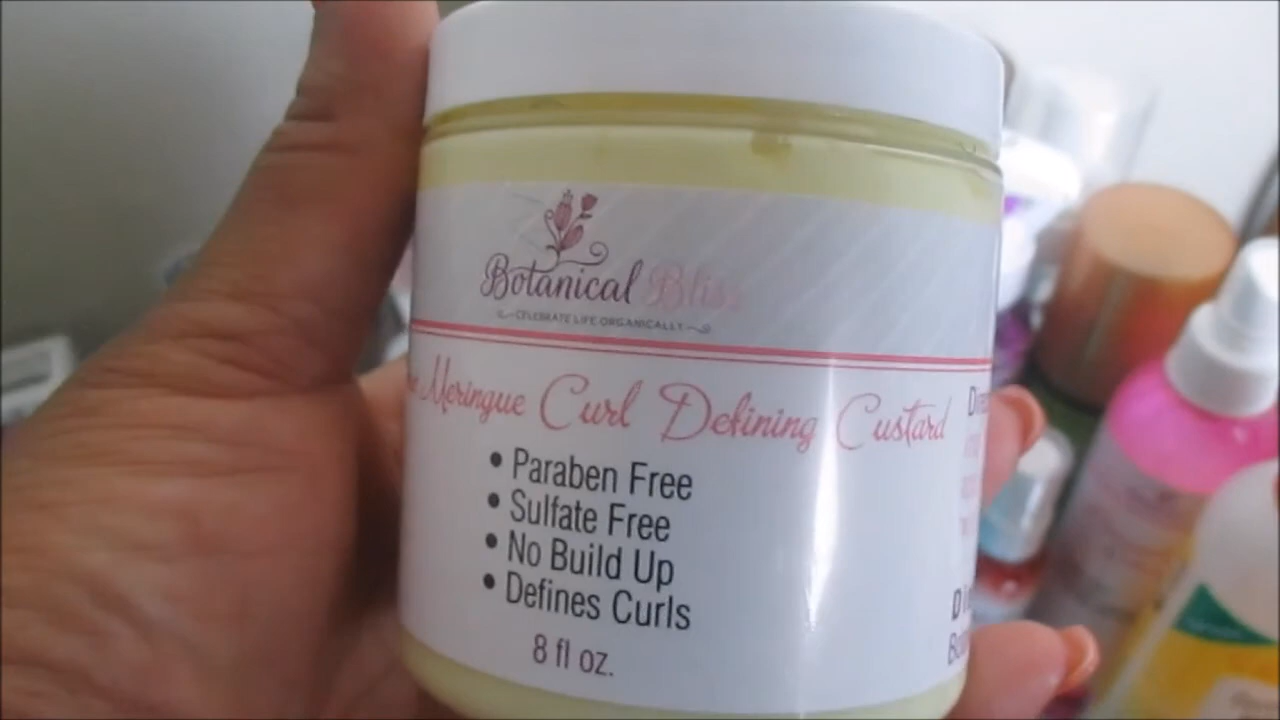 Botanical Bliss
CELEBRATE LIFE ORGANICALLY
Meringue Curl Defining Custard
• Paraben Free
• Sulfate Free
• No Build Up
• Defines Curls
8 fl oz.